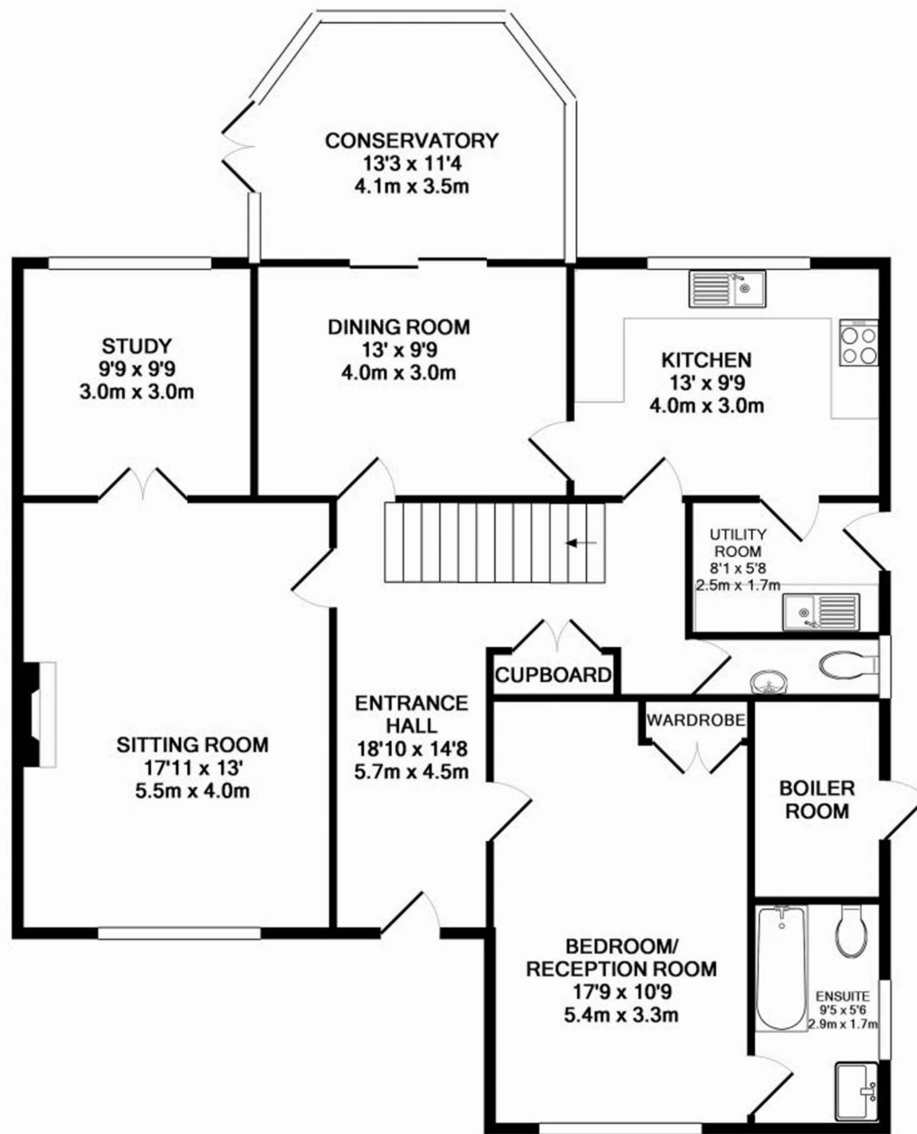 CONSERVATORY
13'3 x 11'4
4.1m x 3.5m
STUDY
9'9 x 9'9
3.0m x 3.0m
DINING ROOM
13' x 9'9
4.0m x 3.0m
KITCHEN
13' x 9'9
4.0m x 3.0m
UTILITY
ROOM
8'1 x 5'8
2.5m x 1.7m
CUPBOARD
ENTRANCE
HALL
18'10 x 14'8
5.7m x 4.5m
SITTING ROOM
17'11 x 13'
5.5m x 4.0m
WARDROBE
BOILER
ROOM
BEDROOM/
RECEPTION ROOM
17'9 x 10'9
5.4m x 3.3m
ENSUITE
9'5 x 5'6
2.9m x 1.7m